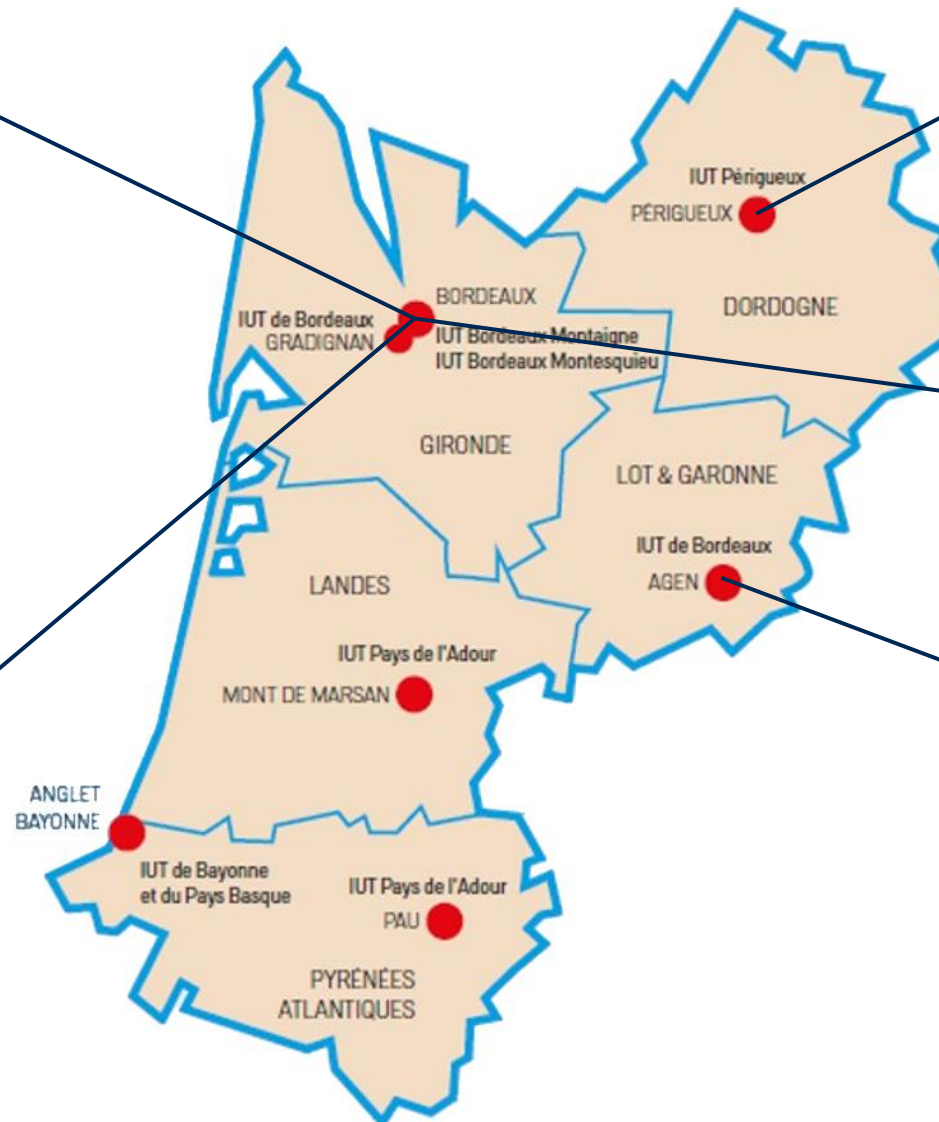 IUT Périgueux
PÉRIGUEUX
DORDOGNE
BORDEAUX
IUT de Bordeaux
GRADIGNAN
IUT Bordeaux Montaigne
IUT Bordeaux Montesquieu
GIRONDE
LOT & GARONNE
IUT de Bordeaux
AGEN
LANDES
IUT Pays de l'Adour
MONT DE MARSAN
ANGLET
BAYONNE
IUT de Bayonne
et du Pays Basque
IUT Pays de l'Adour
PAU
PYRÉNÉES
ATLANTIQUES